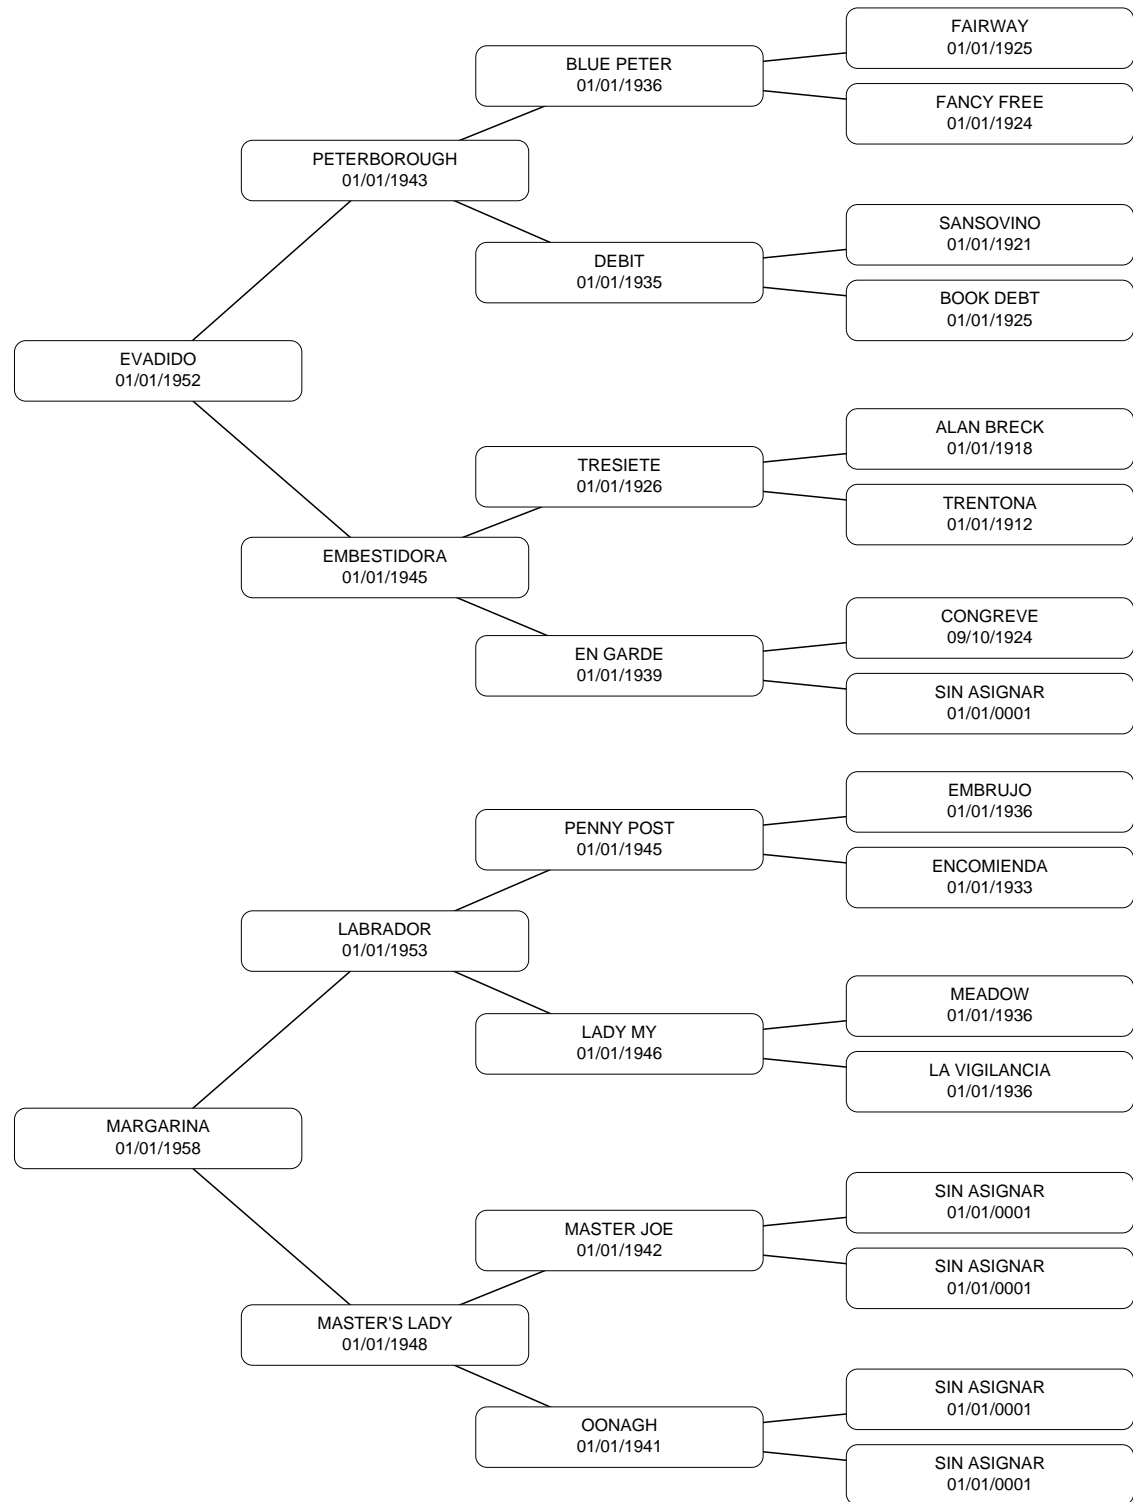 FAIRWAY
01/01/1925
BLUE PETER
01/01/1936
FANCY FREE
01/01/1924
PETERBOROUGH
01/01/1943
SANSOVINO
01/01/1921
DEBIT
01/01/1935
BOOK DEBT
01/01/1925
EVADIDO
01/01/1952
ALAN BRECK
01/01/1918
TRESIETE
01/01/1926
TRENTONA
01/01/1912
EMBESTIDORA
01/01/1945
CONGREVE
09/10/1924
EN GARDE
01/01/1939
SIN ASIGNAR
01/01/0001
EMBRUJO
01/01/1936
PENNY POST
01/01/1945
ENCOMIENDA
01/01/1933
LABRADOR
01/01/1953
MEADOW
01/01/1936
LADY MY
01/01/1946
LA VIGILANCIA
01/01/1936
MARGARINA
01/01/1958
SIN ASIGNAR
01/01/0001
MASTER JOE
01/01/1942
SIN ASIGNAR
01/01/0001
MASTER'S LADY
01/01/1948
SIN ASIGNAR
01/01/0001
OONAGH
01/01/1941
SIN ASIGNAR
01/01/0001